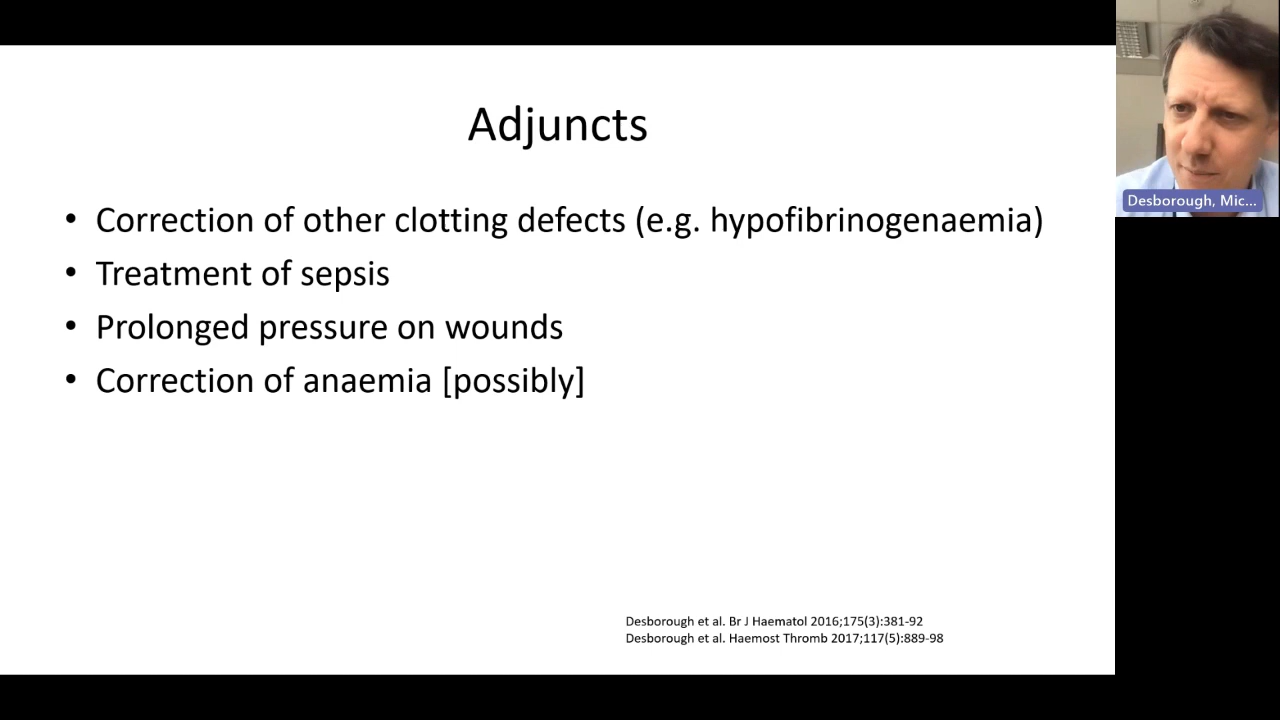 Adjuncts
• Correction of other clotting defects (e.g. hypofibrinogenaemia)
• Treatment of sepsis
• Prolonged pressure on wounds
• Correction of anaemia [possibly]
Desborough et al. Br J Haematol 2016;175(3):381-92
Desborough et al. Haemost Thromb 2017;117(5):889-98
Desborough, Mic...